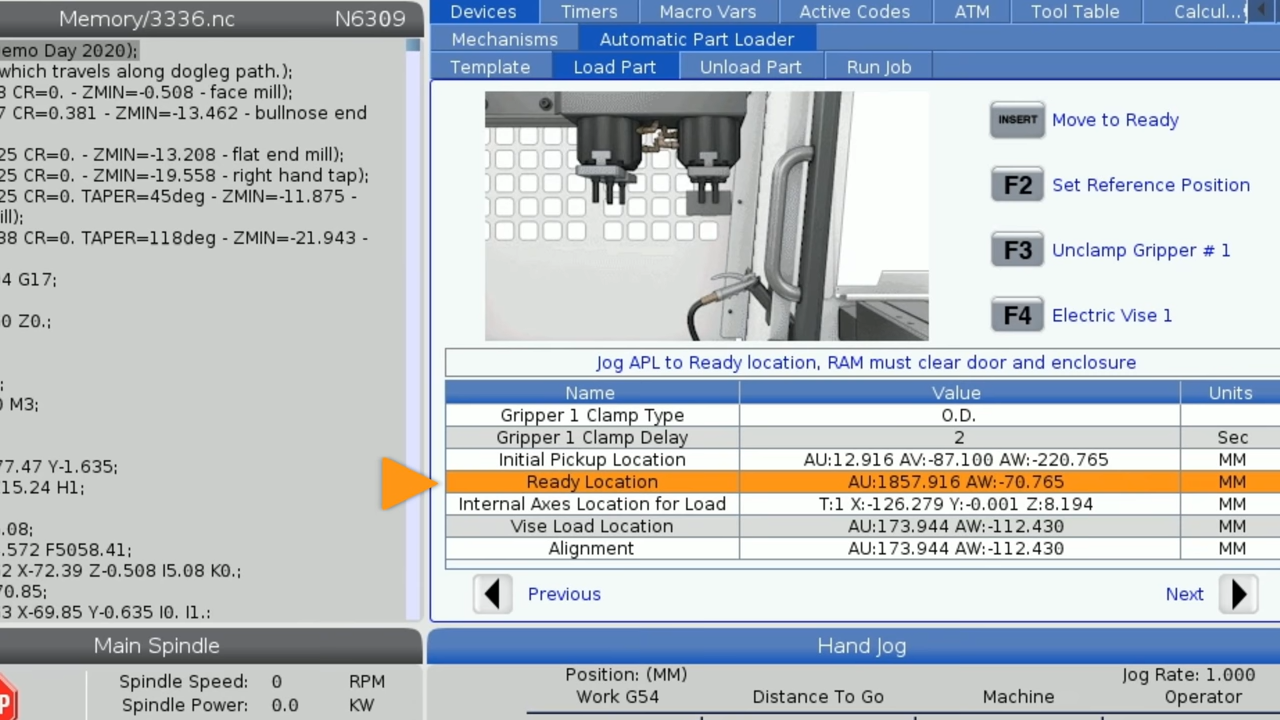 Memory/3336.nc N6309
emo Day 2020);
which travels along dogleg path.);
CR=0. - ZMIN=-0.508 - face mill);
7 CR=0.381 - ZMIN=-13.462 - bullnose end
25 CR=0. - ZMIN=-13.208 - flat end mill);
25 CR=0. - ZMIN=-19.558 - right hand tap);
25 CR=0. TAPER=45deg - ZMIN=-11.875 -
ill);
38 CR=0. TAPER=118deg - ZMIN=-21.943 -
4 G17;
0 Z0.;
;
0 M3;
77.47 Y-1.635;
15.24 H1;
.08;
.572 F5058.41;
2 X-72.39 Z-0.508 I5.08 K0.;
70.85;
3 X-69.85 Y-0.635 I0. I1.:
Devices Timers Macro Vars Active Codes ATM Tool Table Calcul...
Mechanisms Automatic Part Loader
Template Load Part Unload Part Run Job
INSERT Move to Ready
F2 Set Reference Position
F3 Unclamp Gripper # 1
F4 Electric Vise 1
Jog APL to Ready location, RAM must clear door and enclosure
Name Value Units
Gripper 1 Clamp Type O.D.
Gripper 1 Clamp Delay 2 Sec
Initial Pickup Location AU:12.916 AV:-87.100 AW:-220.765 MM
Ready Location AU:1857.916 AW:-70.765 MM
Internal Axes Location for Load T:1 X:-126.279 Y:-0.001 Z:8.194 MM
Vise Load Location AU:173.944 AW:-112.430 MM
Alignment AU:173.944 AW:-112.430 MM
Previous Next
Main Spindle
Spindle Speed: 0 RPM
Spindle Power: 0.0 KW
Hand Jog
Position: (MM) Jog Rate: 1.000
Work G54 Distance To Go Machine Operator